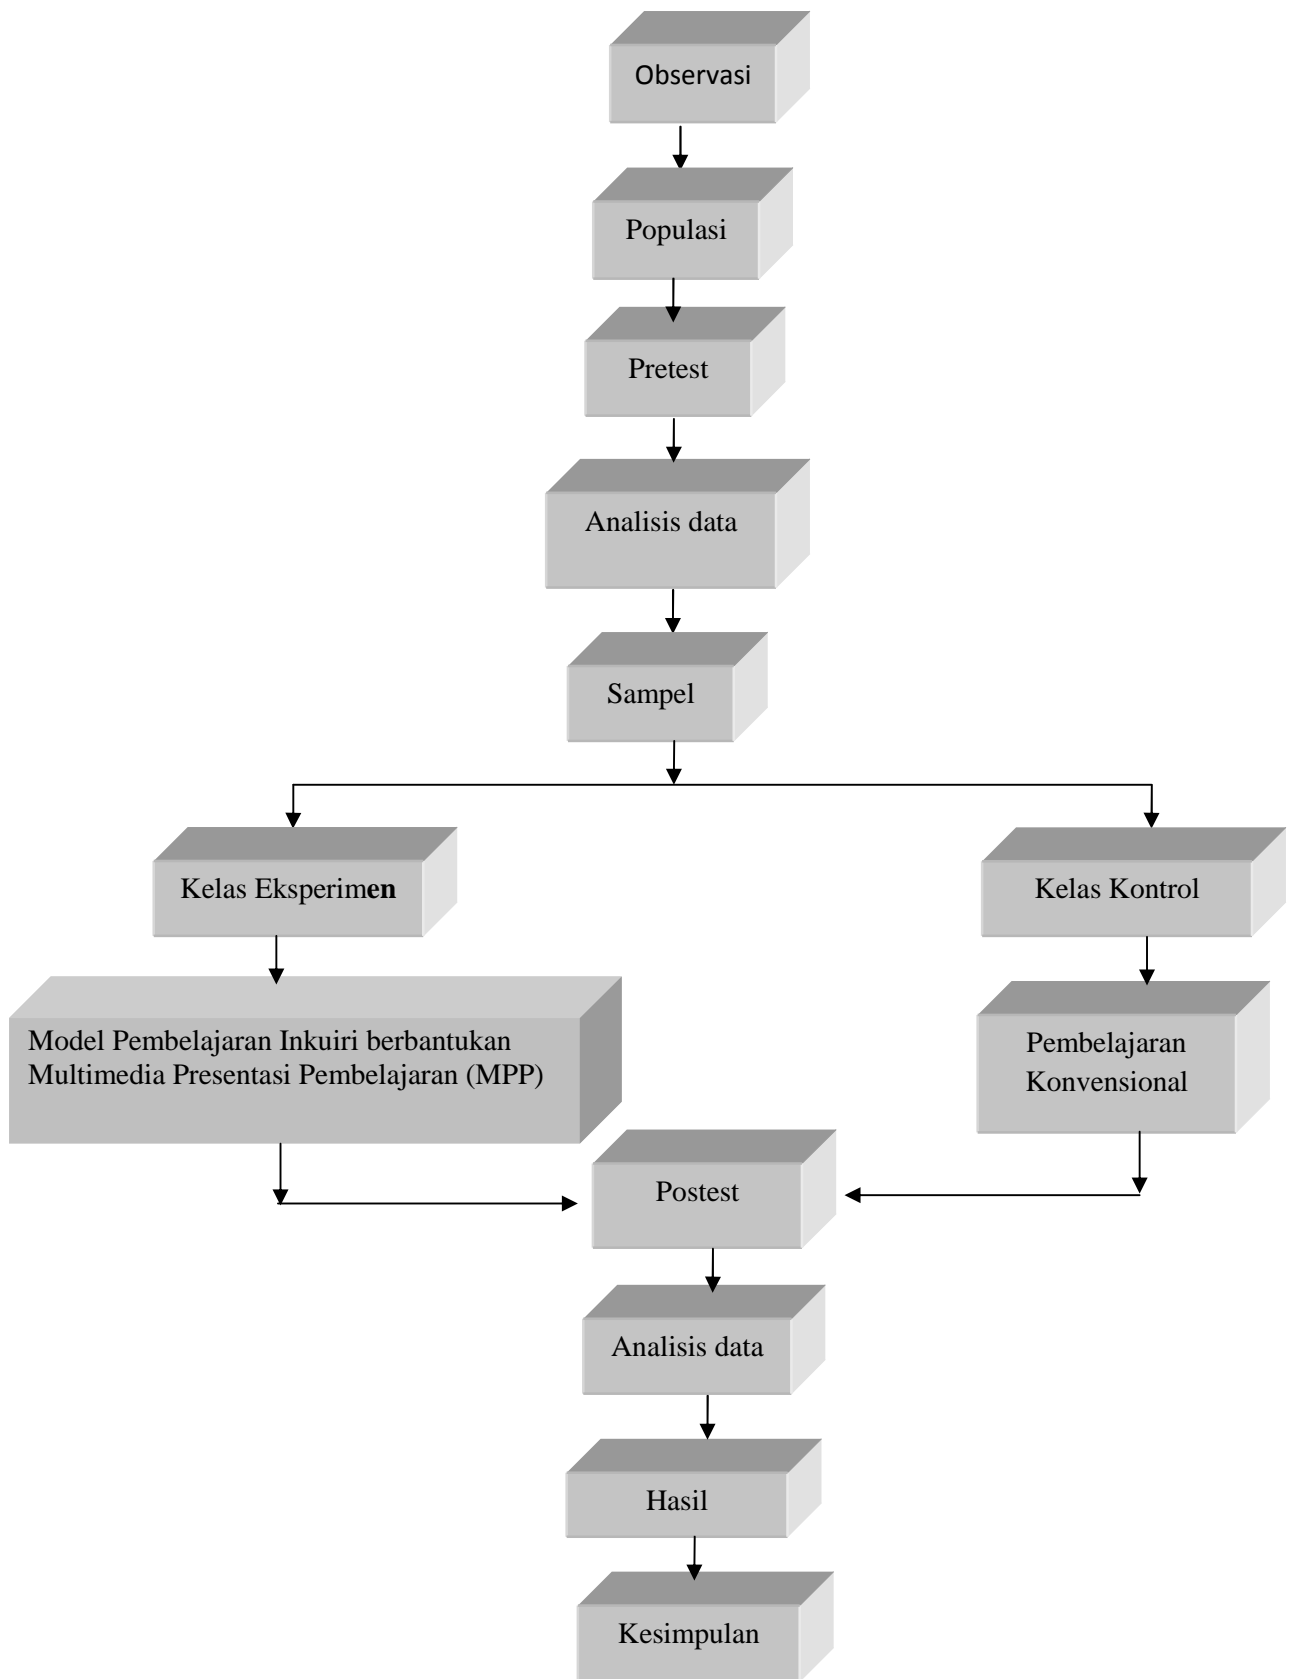 Observasi
Populasi
Pretest
Analisis data
Sampel
Kelas Eksperimen
Kelas Kontrol
Model Pembelajaran Inkuiri berbantukan
Multimedia Presentasi Pembelajaran (MPP)
Pembelajaran
Konvensional
Postest
Analisis data
Hasil
Kesimpulan